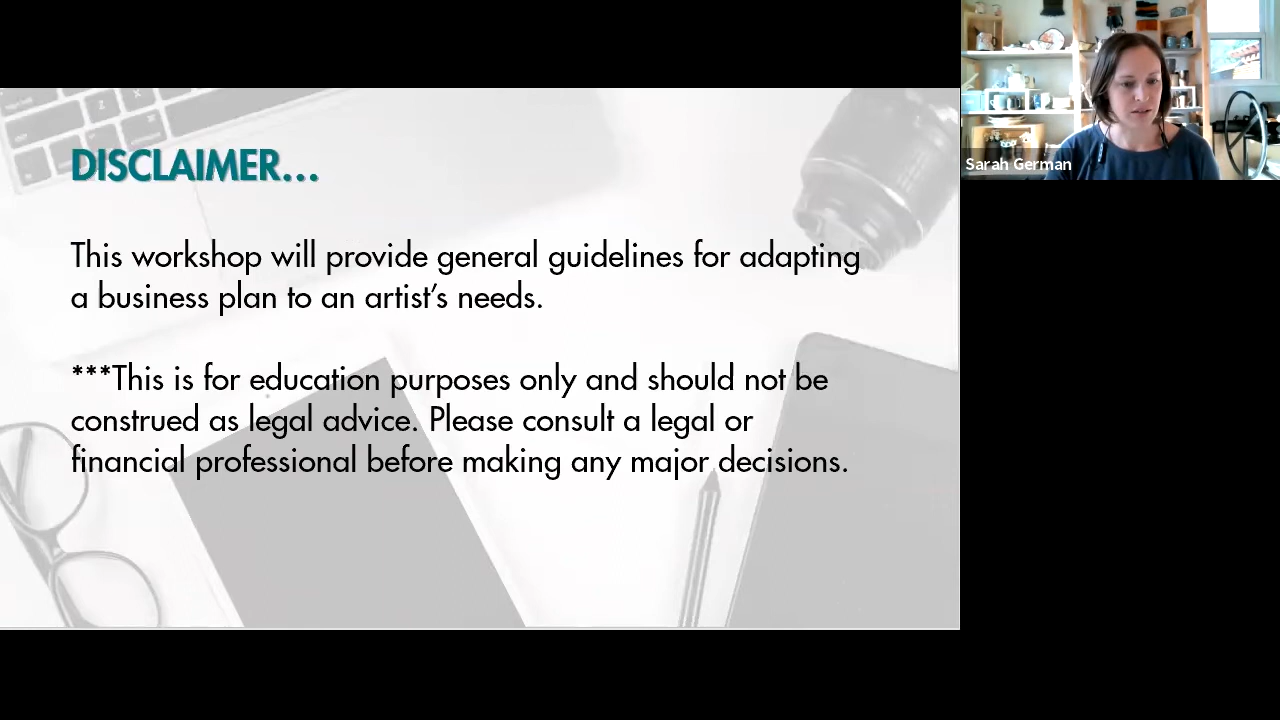 DISCLAIMER...
This workshop will provide general guidelines for adapting
a business plan to an artist’s needs.
***This is for education purposes only and should not be
construed as legal advice. Please consult a legal or
financial professional before making any major decisions.
Sarah German